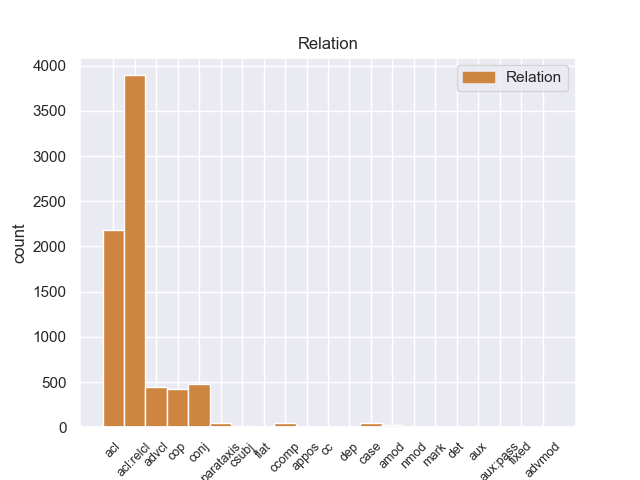 Relation
4000
3500
3000
2500
2000
1500
1000
500
0
count
Relation
acl
acl:relcl
advcl
cop
conj
parataxis
csubj
flat
ccomp
appos
cc
dep
case
amod
nmod
mark
det
aux
aux:pass
fixed
advmod